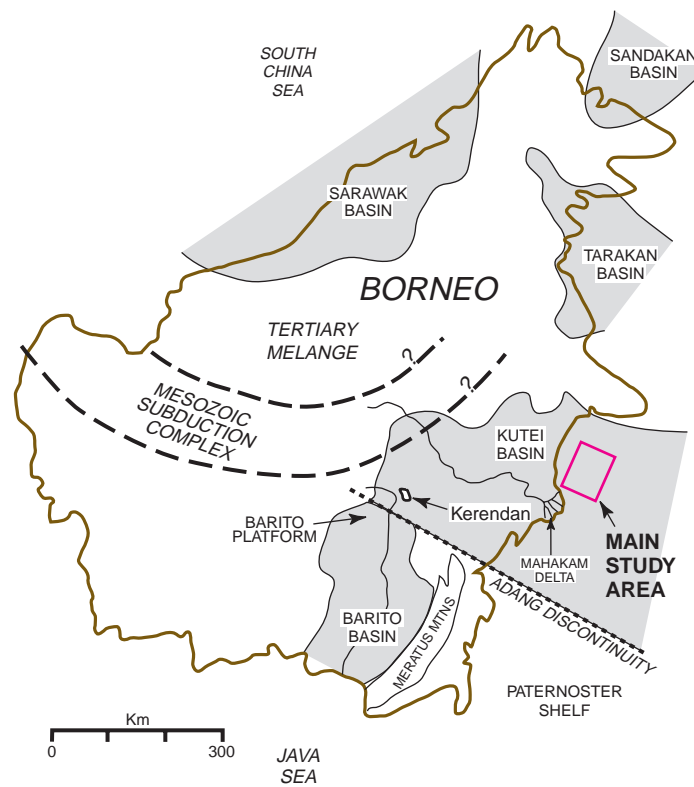 SOUTH
CHINA
SEA
SANDAKAN
BASIN
SARAWAK
BASIN
TARAKAN
BASIN
BORNEO
TERTIARY
MELANGE
?
?
MESOZOIC
SUBDUCTION
COMPLEX
KUTEI
BASIN
Kerendan
BARITO
PLATFORM
MAHAKAM
DELTA
MAIN
STUDY
AREA
ADANG DISCONTINUITY
BARITO
BASIN
MERATUS MTNS
PATERNOSTER
SHELF
Km
0 300
JAVA
SEA